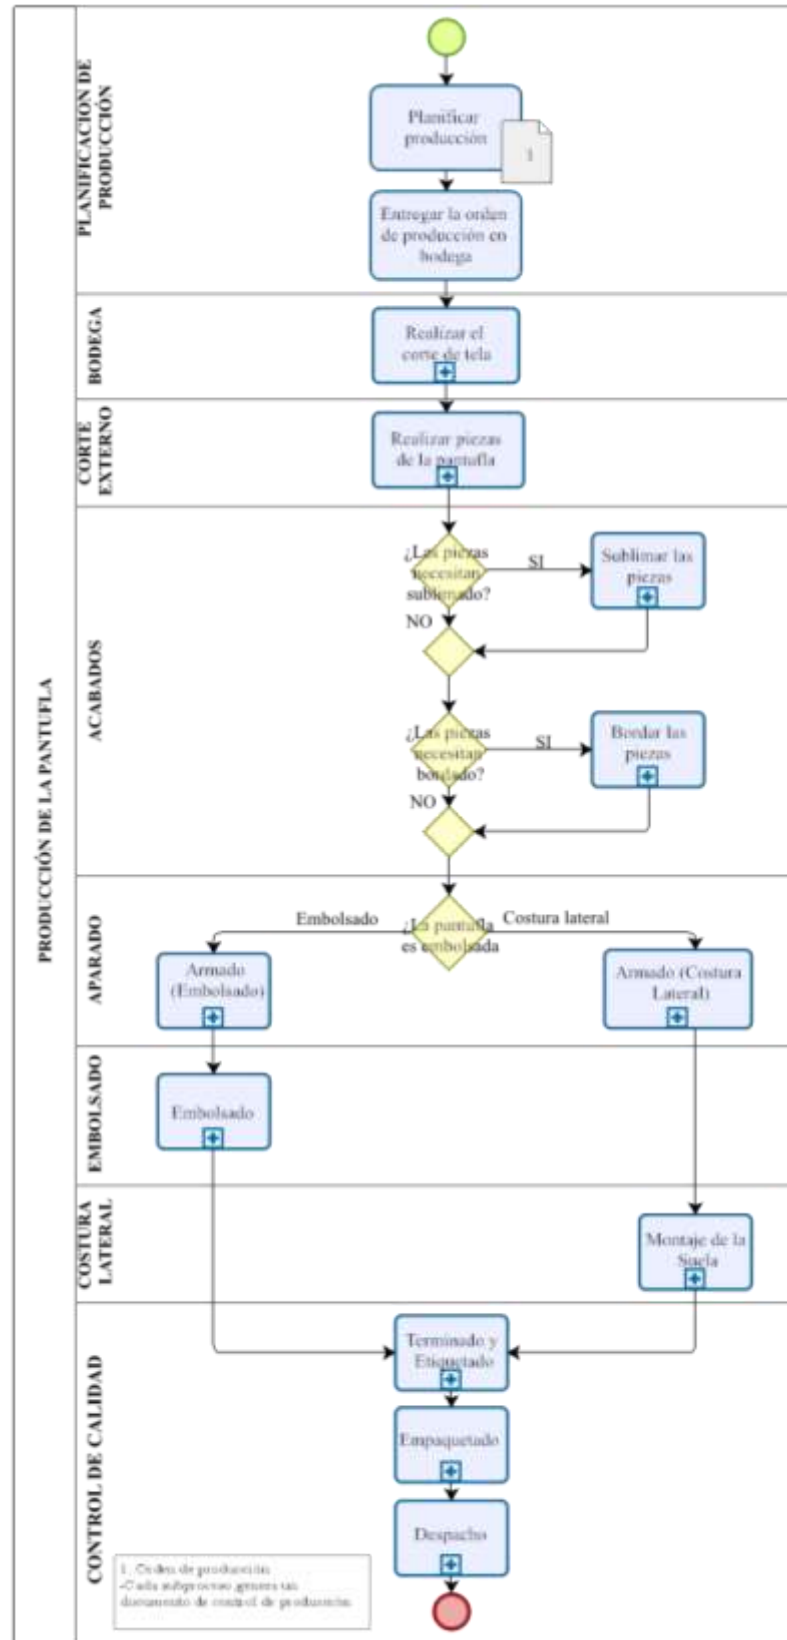 PRODUCCIÓN DE LA PANTUFLA
PLANIFICACIÓN DE
PRODUCCIÓN
Planificar
producción
1
Entregar la orden
de producción en
bodega
BODEGA
Realizar el
corte de tela
CORTE
EXTERNO
Realizar piezas
de la pantufla
ACABADOS
¿Las piezas
necesitan
sublimado?
SI
Sublimar las
piezas
NO
¿Las piezas
necesitan
bordado?
SI
Bordar las
piezas
NO
APARADO
Embolsado
¿La pantufla
es embolsada
Costura lateral
Armado
(Embolsado)
Armado (Costura
Lateral)
EMBOLSADO
Embolsado
COSTURA
LATERAL
Montaje de la
Suela
CONTROL DE CALIDAD
Terminado y
Etiquetado
Empaquetado
Despacho
1. Orden de producción
-Cada subproceso genera un
documento de control de producción.